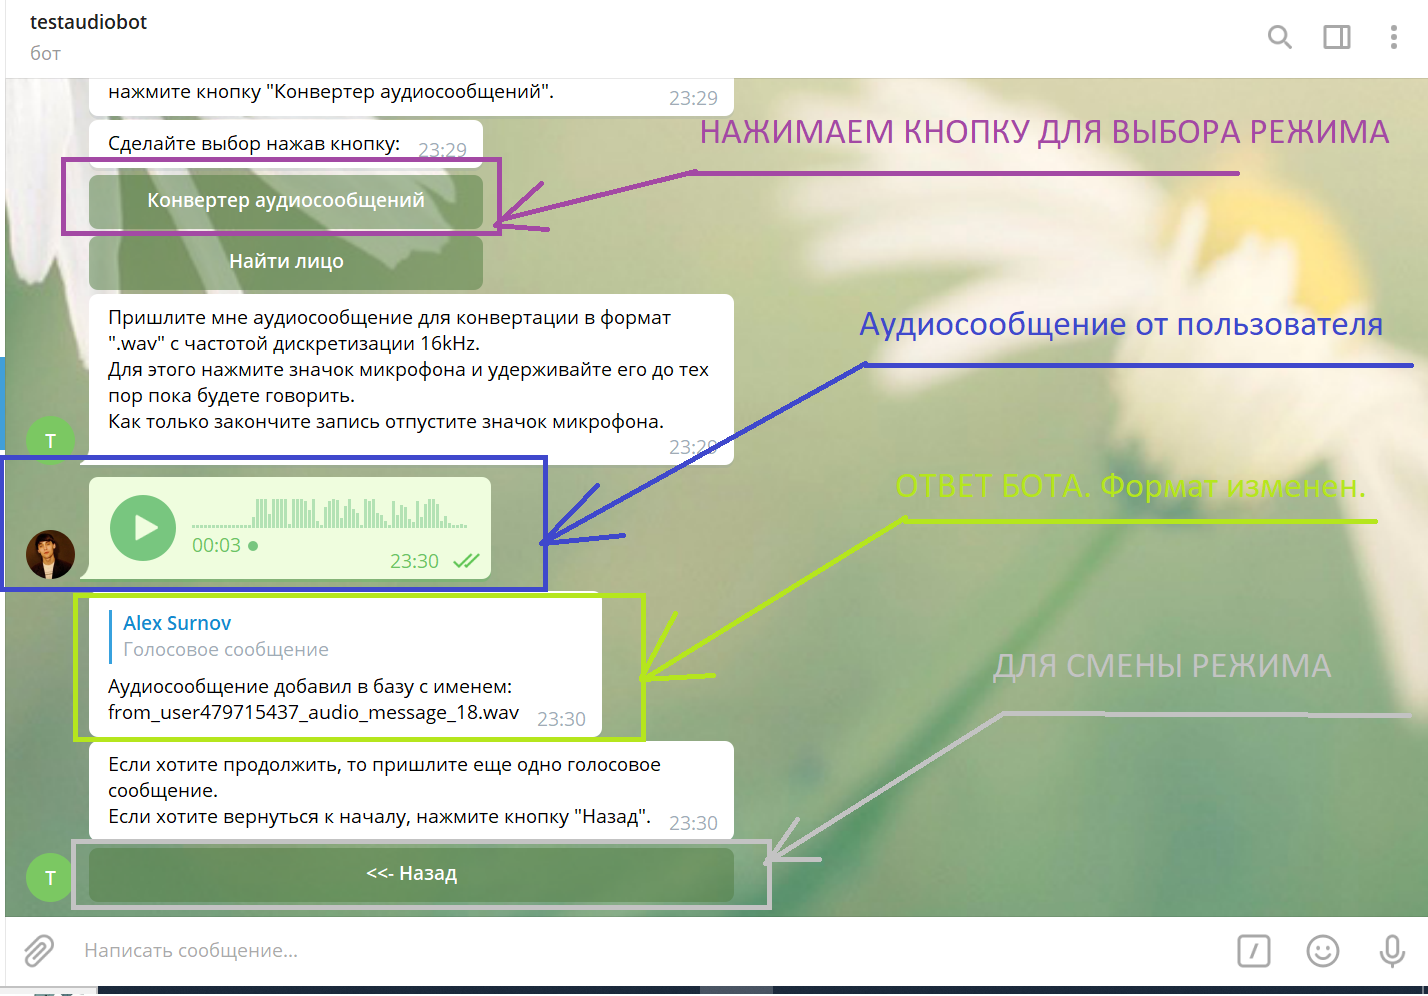 testaudiobot
бот
нажмите кнопку "Конвертер аудиосообщений".
23:29
НАЖИМАЕМ КНОПКУ ДЛЯ ВЫБОРА РЕЖИМА
Сделайте выбор нажав кнопку:
23:29
Конвертер аудиосообщений
Найти лицо
Пришлите мне аудиосообщение для конвертации в формат
".wav" с частотой дискретизации 16kHz.
Для этого нажмите значок микрофона и удерживайте его до тех
пор пока будете говорить.
Как только закончите запись отпустите значок микрофона.
23:29
Т
Аудиосообщение от пользователя
00:03
23:30
ОТВЕТ БОТА. Формат изменен.
Alex Surnov
Голосовое сообщение
Аудиосообщение добавил в базу с именем:
from_user479715437_audio_message_18.wav
23:30
ДЛЯ СМЕНЫ РЕЖИМА
Если хотите продолжить, то пришлите еще одно голосовое
сообщение.
Если хотите вернуться к началу, нажмите кнопку "Назад".
23:30
Т
<<- Назад
Написать сообщение...